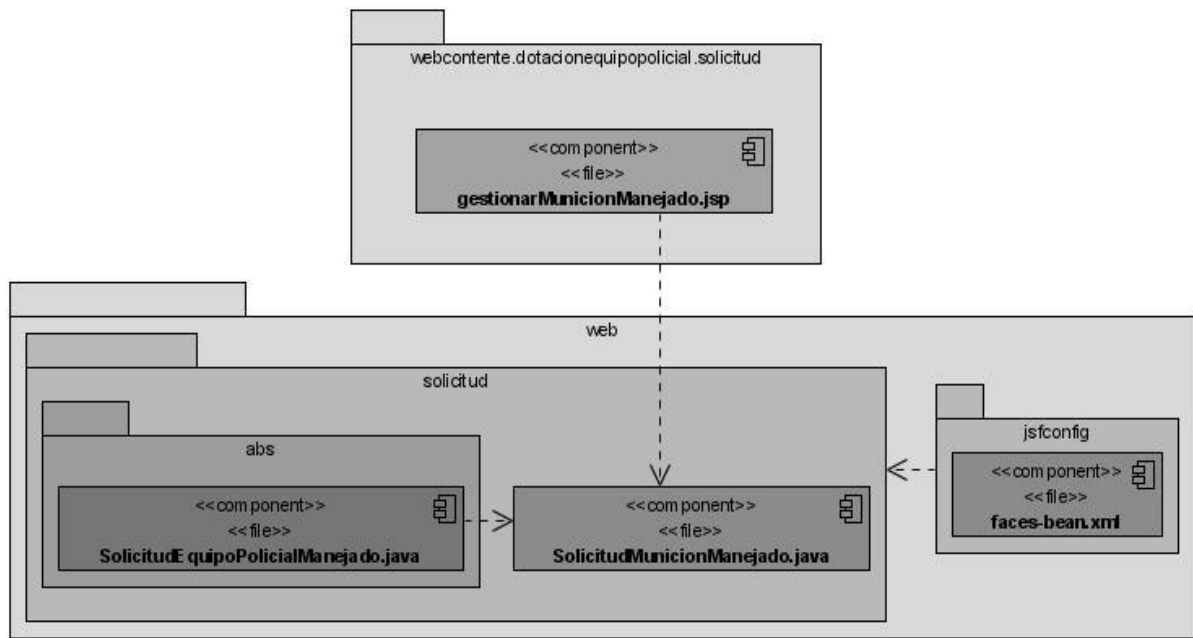 webcontente.dotacionequipopolicial.solicitud
<<component>>
<<file>>
gestionarMunicionManejado.jsp
web
solicitud
abs
<<component>>
<<file>>
SolicitudEquipoPolicialManejado.java
<<component>>
<<file>>
SolicitudMunicionManejado.java
jsfconfig
<<component>>
<<file>>
faces-bean.xml